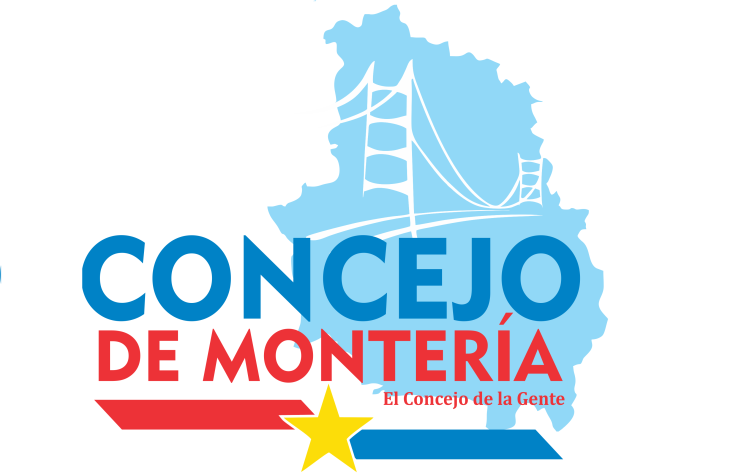 CONCEJO
DE MONTERÍA
El Concejo de la Gente